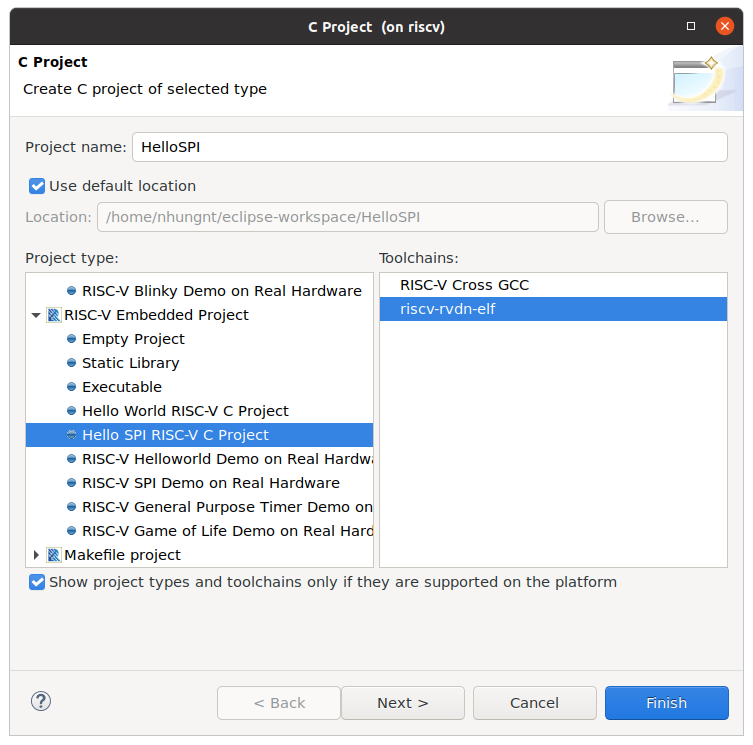 C Project (on riscv)
C Project
Create C project of selected type
Project name: HelloSPI
Use default location
Location: /home/nhungnt/eclipse-workspace/HelloSPI Browse...
Project type:
RISC-V Blinky Demo on Real Hardware
RISC-V Embedded Project
Empty Project
Static Library
Executable
Hello World RISC-V C Project
Hello SPI RISC-V C Project
RISC-V Helloworld Demo on Real Hardwa
RISC-V SPI Demo on Real Hardware
RISC-V General Purpose Timer Demo on
RISC-V Game of Life Demo on Real Hard
Makefile project
Toolchains:
RISC-V Cross GCC
riscv-rvdn-elf
Show project types and toolchains only if they are supported on the platform
? < Back Next > Cancel Finish